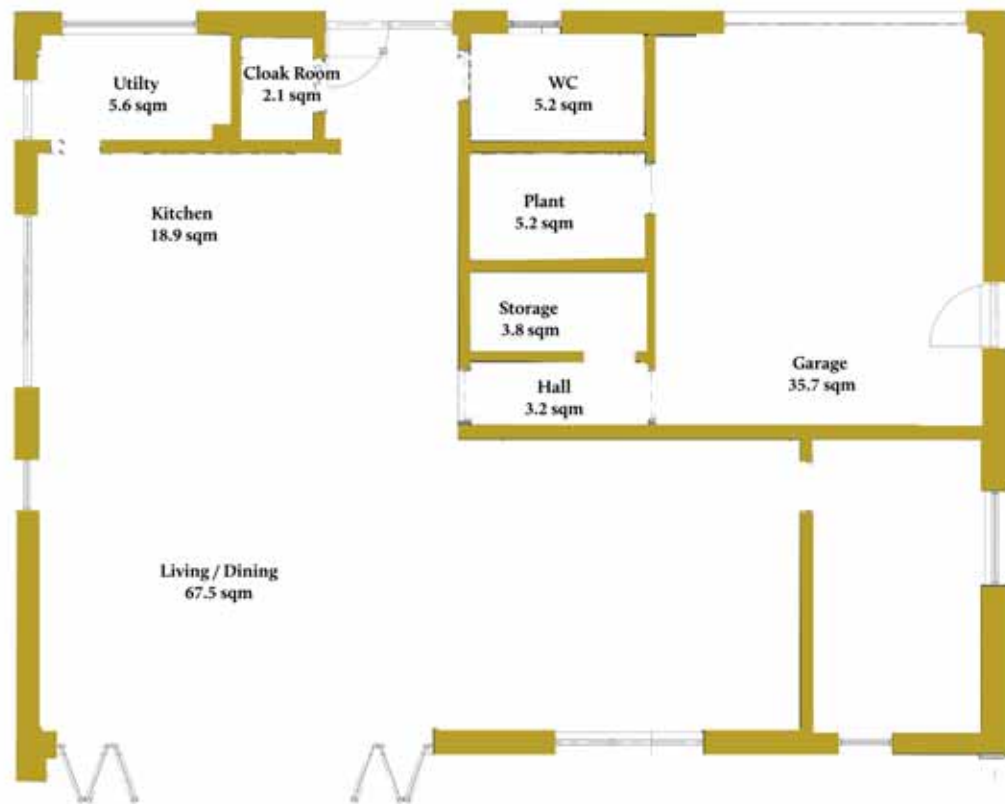 Utilty
5.6 sqm
Cloak Room
2.1 sqm
WC
5.2 sqm
Kitchen
18.9 sqm
Plant
5.2 sqm
Storage
3.8 sqm
Hall
3.2 sqm
Garage
35.7 sqm
Living / Dining
67.5 sqm